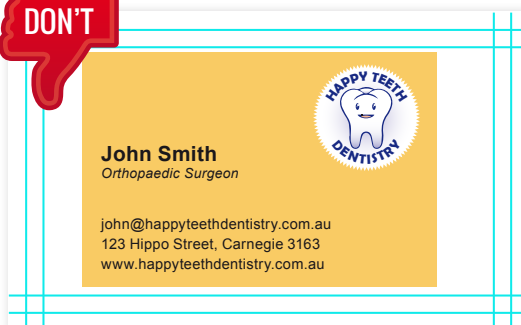 DON'T
HAPPY TEETH
DENTISTRY
John Smith
Orthopaedic Surgeon
john@happyteethdentistry.com.au
123 Hippo Street, Carnegie 3163
www.happyteethdentistry.com.au